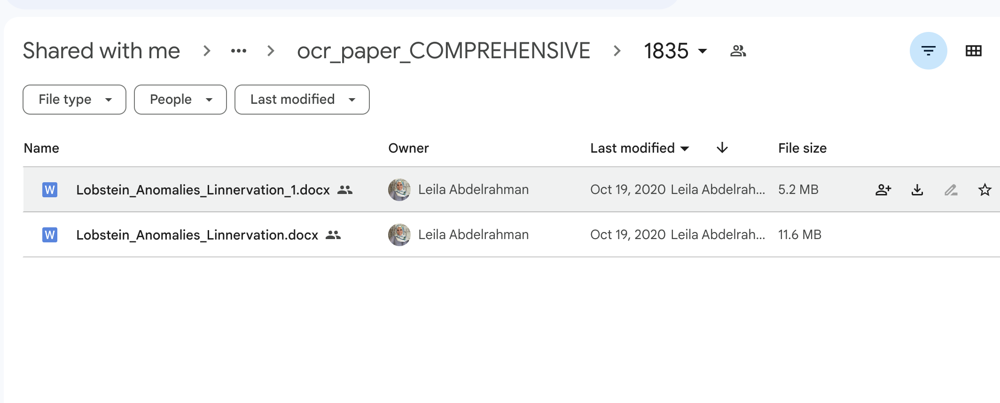 Shared with me > ... > ocr_paper_COMPREHENSIVE > 1835
File type People Last modified
Name Owner Last modified File size
W Lobstein_Anomalies_Linnervation_1.docx Leila Abdelrahman Oct 19, 2020 Leila Abdelrah... 5.2 MB
W Lobstein_Anomalies_Linnervation.docx Leila Abdelrahman Oct 19, 2020 Leila Abdelrah... 11.6 MB